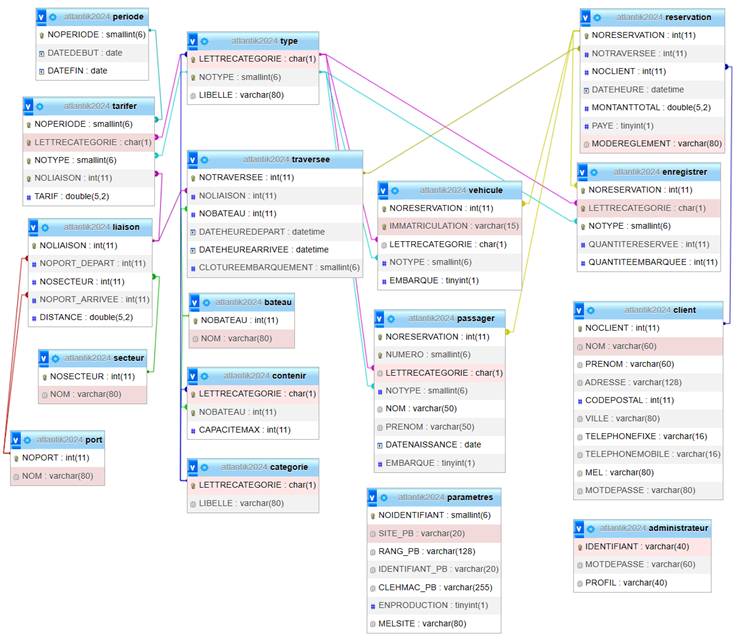 atlantik2024 periode
NOPERIODE : smallint(6)
DATEDEBUT : date
DATEFIN : date
atlantik2024 tarifer
NOPERIODE : smallint(6)
LETTRECATEGORIE : char(1)
NOTYPE : smallint(6)
NOLIAISON : int(11)
TARIF : double(5,2)
atlantik2024 liaison
NOLIAISON : int(11)
NOPORT_DEPART : int(11)
NOSECTEUR : int(11)
NOPORT_ARRIVEE : int(11)
DISTANCE : double(5,2)
atlantik2024 secteur
NOSECTEUR : int(11)
NOM : varchar(80)
atlantik2024 port
NOPORT : int(11)
NOM : varchar(80)
atlantik2024 type
LETTRECATEGORIE : char(1)
NOTYPE : smallint(6)
LIBELLE : varchar(80)
atlantik2024 traversee
NOTRAVERSEE : int(11)
NOLIAISON : int(11)
NOBATEAU : int(11)
DATEHEUREDEPART : datetime
DATEHEUREARRIVEE : datetime
CLOTUREEMBARQUEMENT : smallint(6)
atlantik2024 bateau
NOBATEAU : int(11)
NOM : varchar(80)
atlantik2024 contenir
LETTRECATEGORIE : char(1)
NOBATEAU : int(11)
CAPACITEMAX : int(11)
atlantik2024 categorie
LETTRECATEGORIE : char(1)
LIBELLE : varchar(80)
atlantik2024 vehicule
NORESERVATION : int(11)
IMMATRICULATION : varchar(15)
LETTRECATEGORIE : char(1)
NOTYPE : smallint(6)
EMBARQUE : tinyint(1)
atlantik2024 passager
NORESERVATION : int(11)
NUMERO : smallint(6)
LETTRECATEGORIE : char(1)
NOTYPE : smallint(6)
NOM : varchar(50)
PRENOM : varchar(50)
DATENAISSANCE : date
EMBARQUE : tinyint(1)
atlantik2024 parametres
NOIDENTIFIANT : smallint(6)
SITE_PB : varchar(20)
RANG_PB : varchar(128)
IDENTIFIANT_PB : varchar(20)
CLEHMAC_PB : varchar(255)
ENPRODUCTION : tinyint(1)
MELSITE : varchar(80)
atlantik2024 reservation
NORESERVATION : int(11)
NOTRAVERSEE : int(11)
NOCLIENT : int(11)
DATEHEURE : datetime
MONTANTTOTAL : double(5,2)
PAYE : tinyint(1)
MODEREGLEMENT : varchar(80)
atlantik2024 enregistrer
NORESERVATION : int(11)
LETTRECATEGORIE : char(1)
NOTYPE : smallint(6)
QUANTITERESERVEE : int(11)
QUANTITEEMBARQUEE : int(11)
atlantik2024 client
NOCLIENT : int(11)
NOM : varchar(60)
PRENOM : varchar(60)
ADRESSE : varchar(128)
CODEPOSTAL : int(11)
VILLE : varchar(80)
TELEPHONEFIXE : varchar(16)
TELEPHONEMOBILE : varchar(16)
MEL : varchar(80)
MOTDEPASSE : varchar(80)
atlantik2024 administrateur
IDENTIFIANT : varchar(40)
MOTDEPASSE : varchar(60)
PROFIL : varchar(40)